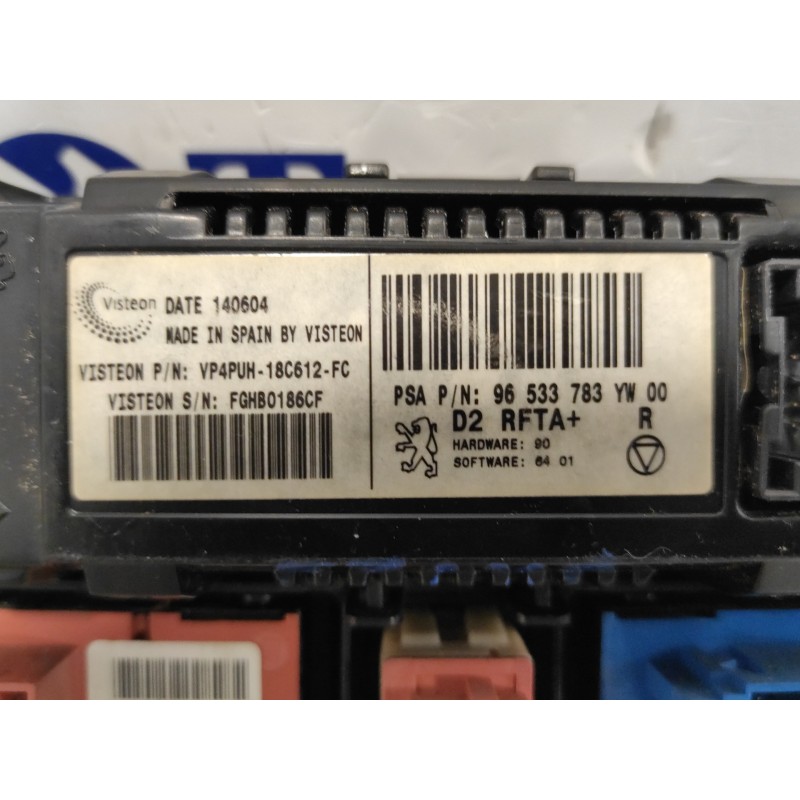 Visteon
DATE 140604
MADE IN SPAIN BY VISTEON
VISTEON P/N: VP4PUH-18C612-FC
VISTEON S/N: FGHB0186CF
PSA P/N: 96 533 783 YW 00
D2 RFTA+ R
HARDWARE: 90
SOFTWARE: 64 01